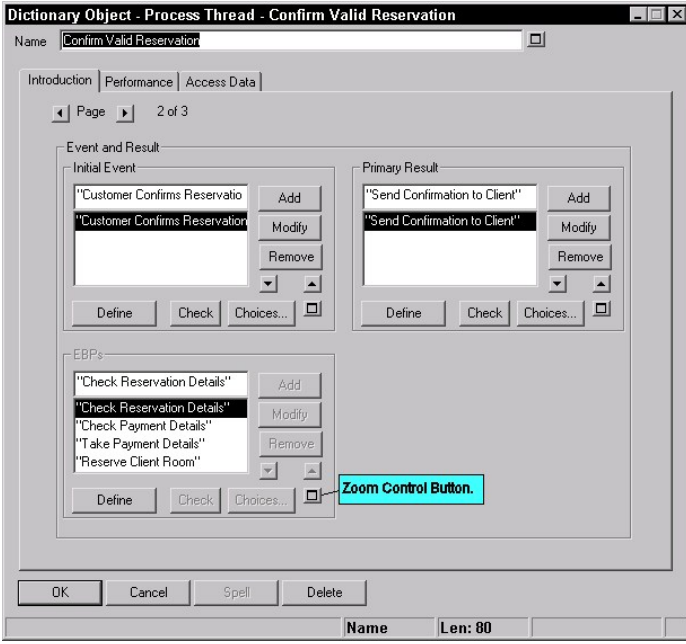 Dictionary Object - Process Thread - Confirm Valid Reservation
Name Confirm Valid Reservation
Introduction Performance Access Data
Page 2 of 3
Event and Result
Initial Event
"Customer Confirms Reservatio
Add
"Customer Confirms Reservation
Modify
Remove
Define Check Choices...
Primary Result
"Send Confirmation to Client"
Add
"Send Confirmation to Client"
Modify
Remove
Define Check Choices...
EBPs
"Check Reservation Details"
Add
"Check Reservation Details"
Modify
"Check Payment Details"
"Take Payment Details"
Remove
"Reserve Client Room"
Define Check Choices...
Zoom Control Button.
OK Cancel Spell Delete
Name Len: 80